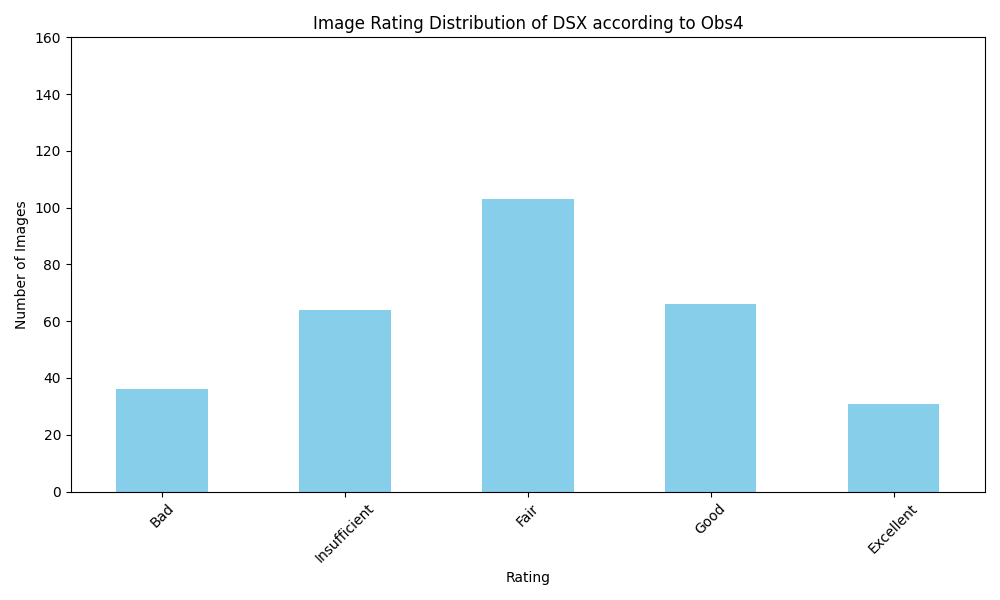 Image Rating Distribution of DSX according to Obs4
160
140
120
100
80
60
40
20
0
Number of Images
Bad
Insufficient
Fair
Good
Excellent
Rating